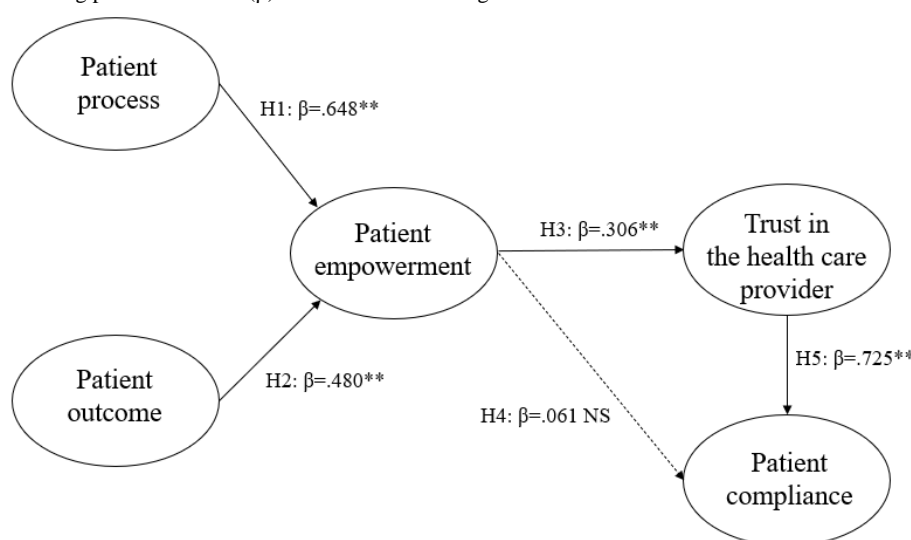 Patient
process
H1: β=.648**
Patient
empowerment
H3: β=.306**
Trust in
the health care
provider
Patient
outcome
H2: β=.480**
H4: β=.061 NS
H5: β=.725**
Patient
compliance